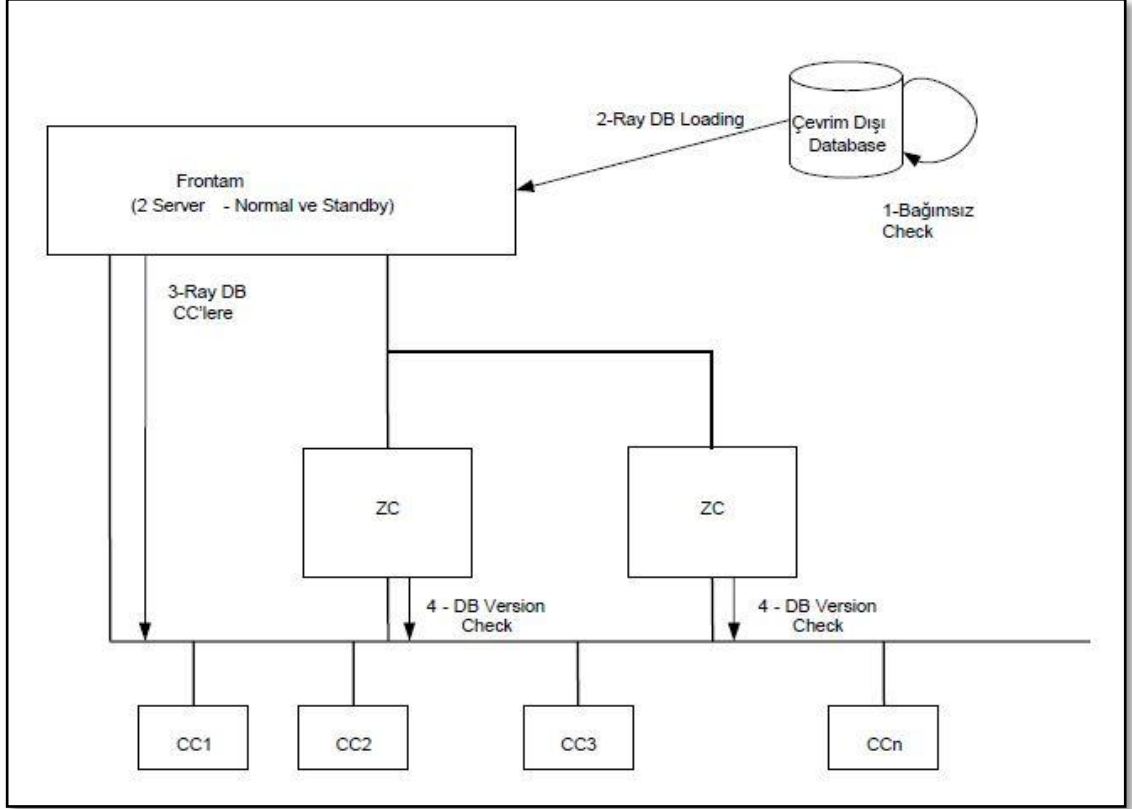 2-Ray DB Loading
Çevrim Dışı
Database
Frontam
(2 Server - Normal ve Standby)
1-Bağımsız
Check
3-Ray DB
CC'lere
ZC
ZC
4 - DB Version
Check
4 - DB Version
Check
CC1
CC2
CC3
CCn